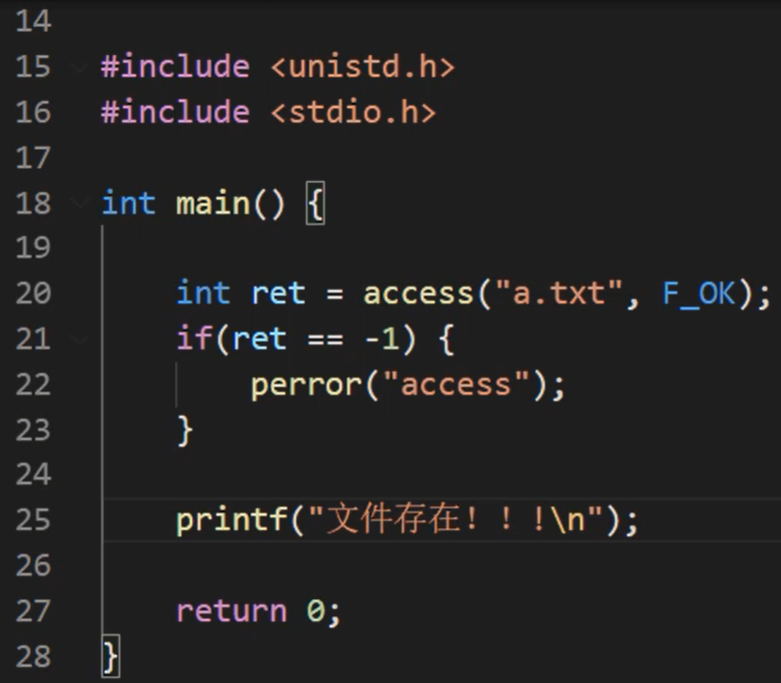 14
15 #include <unistd.h>
16 #include <stdio.h>
17
18 int main() {
19
20     int ret = access("a.txt", F_OK);
21     if(ret == -1) {
22         perror("access");
23     }
24
25     printf("文件存在！！！\n");
26
27     return 0;
28 }